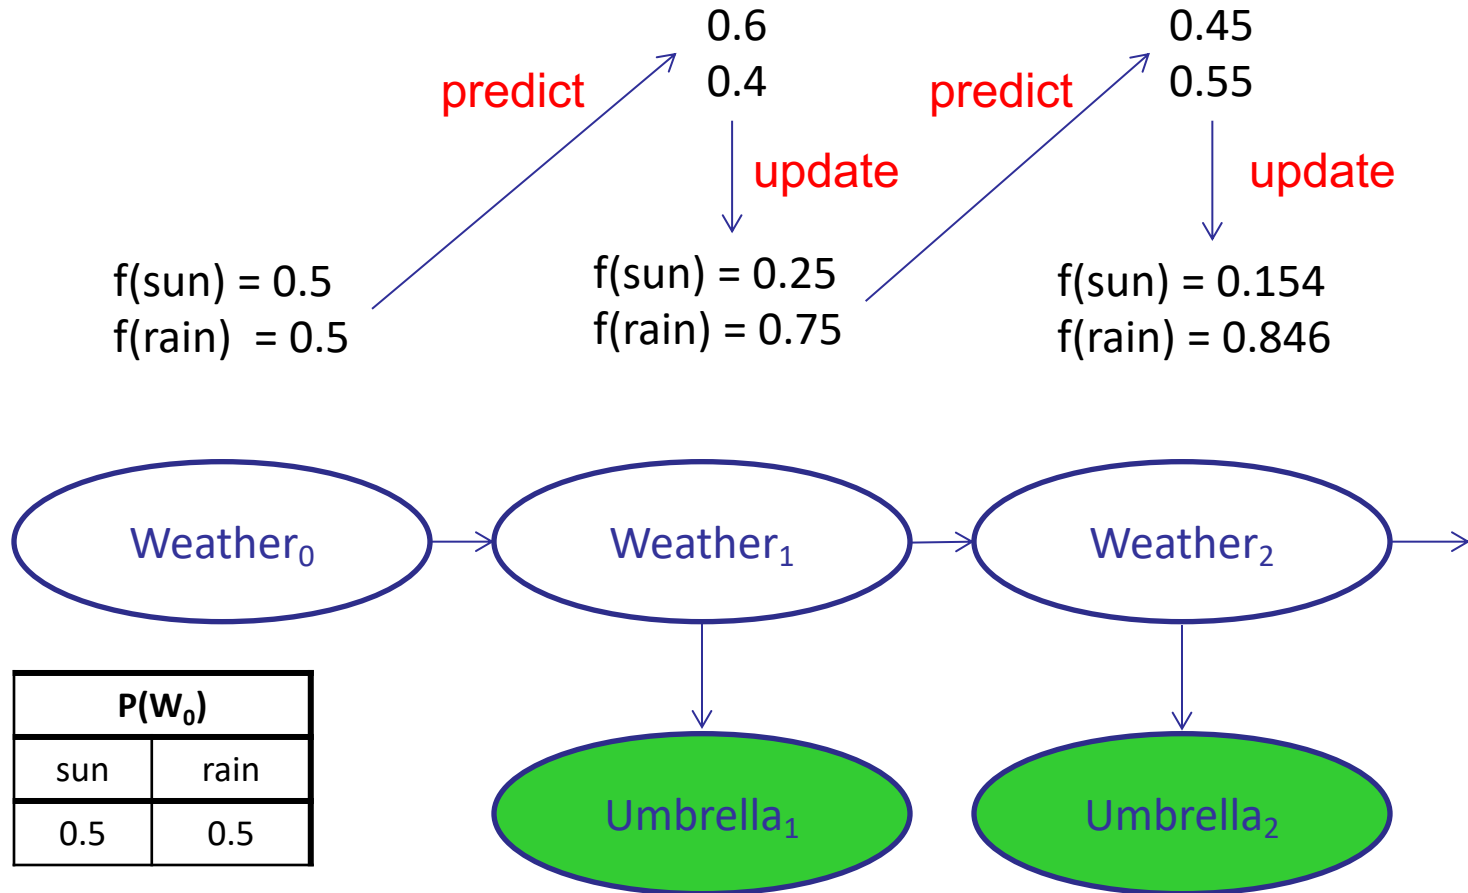 0.6
0.4
predict
update
0.45
0.55
predict
update
f(sun) = 0.5
f(rain) = 0.5
f(sun) = 0.25
f(rain) = 0.75
f(sun) = 0.154
f(rain) = 0.846
Weather₀
Weather₁
Weather₂
P(W₀)
sun rain
0.5 0.5
Umbrella₁
Umbrella₂